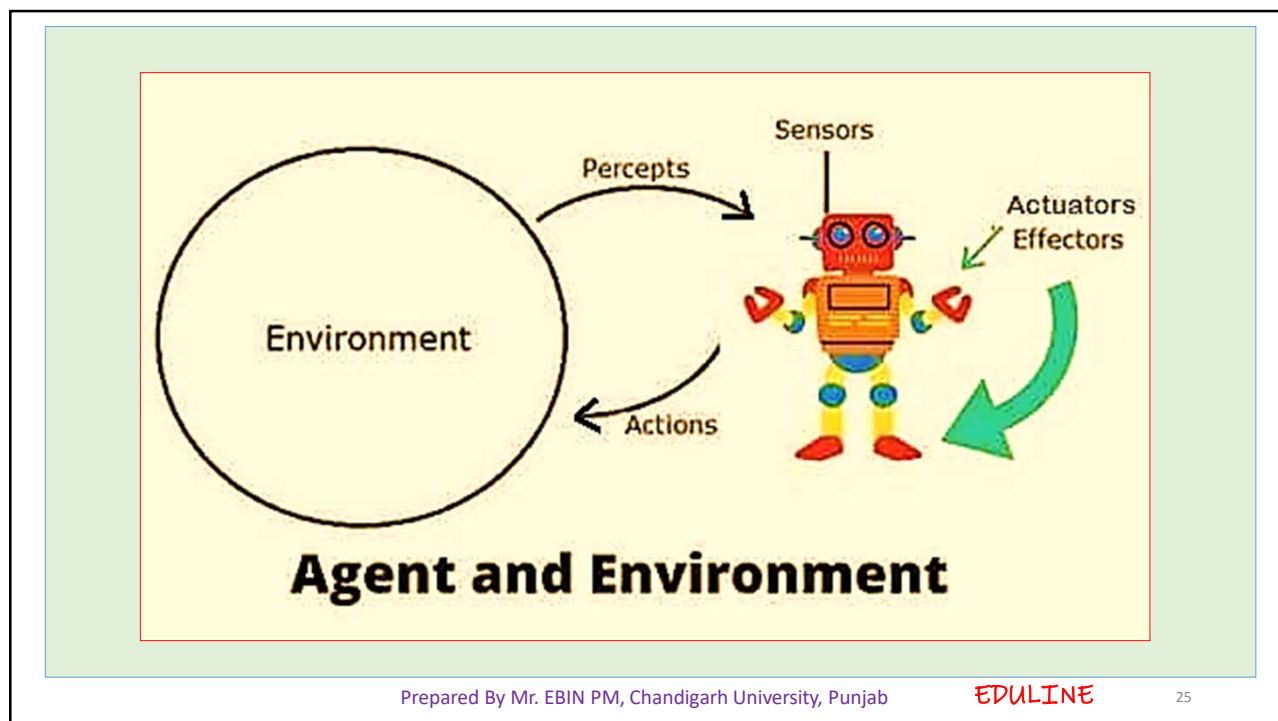 Sensors
Percepts
Actuators
Effectors
Environment
Actions
Agent and Environment
Prepared By Mr. EBIN PM, Chandigarh University, Punjab
EDULINE
25